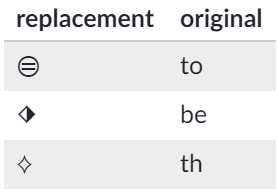 replacement original
⊜ to
⬗ be
✧ th